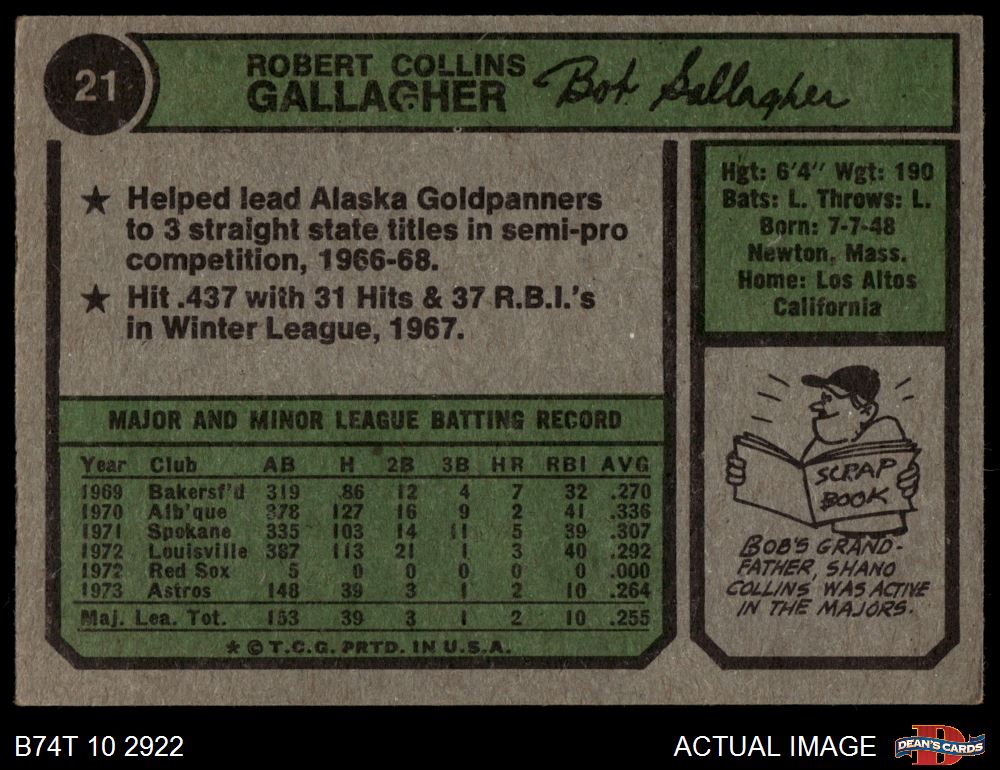 21
ROBERT COLLINS
GALLAGHER
Bob Gallagher
★ Helped lead Alaska Goldpanners
to 3 straight state titles in semi-pro
competition, 1966-68.
★ Hit .437 with 31 Hits & 37 R.B.I.'s
in Winter League, 1967.
Hgt: 6'4" Wgt: 190
Bats: L. Throws: L.
Born: 7-7-48
Newton, Mass.
Home: Los Altos
California
MAJOR AND MINOR LEAGUE BATTING RECORD
Year Club AB H 2B 3B HR RBI AVG
1969 Bakersf'd 319 86 12 4 7 32 .270
1970 Alb'que 378 127 16 9 2 41 .336
1971 Spokane 335 103 14 11 5 39 .307
1972 Louisville 387 113 21 1 3 40 .292
1972 Red Sox 5 0 0 0 0 0 .000
1973 Astros 148 39 3 1 2 10 .264
Maj. Lea. Tot. 153 39 3 1 2 10 .255
* © T.C.G. PRTD. IN U.S.A.
SCRAP
BOOK
BOB'S GRAND-
FATHER, SHANO
COLLINS WAS ACTIVE
IN THE MAJORS.
B74T 10 2922
ACTUAL IMAGE
D
DEAN'S CARDS